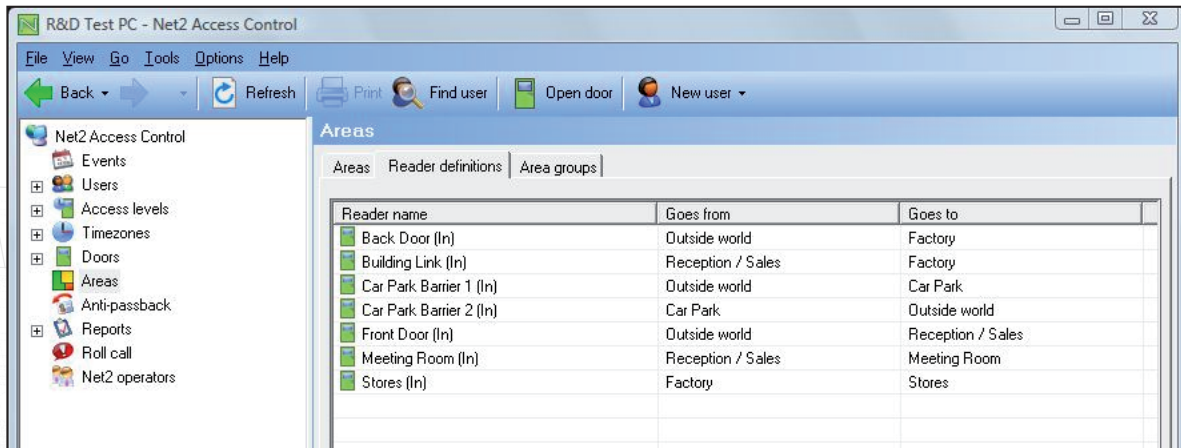 R&D Test PC - Net2 Access Control
File View Go Tools Options Help
Back Refresh Print Find user Open door New user
Net2 Access Control
Events
Users
Access levels
Timezones
Doors
Areas
Anti-passback
Reports
Roll call
Net2 operators
Areas
Areas Reader definitions Area groups
Reader name Goes from Goes to
Back Door (In) Outside world Factory
Building Link (In) Reception / Sales Factory
Car Park Barrier 1 (In) Outside world Car Park
Car Park Barrier 2 (In) Car Park Outside world
Front Door (In) Outside world Reception / Sales
Meeting Room (In) Reception / Sales Meeting Room
Stores (In) Factory Stores